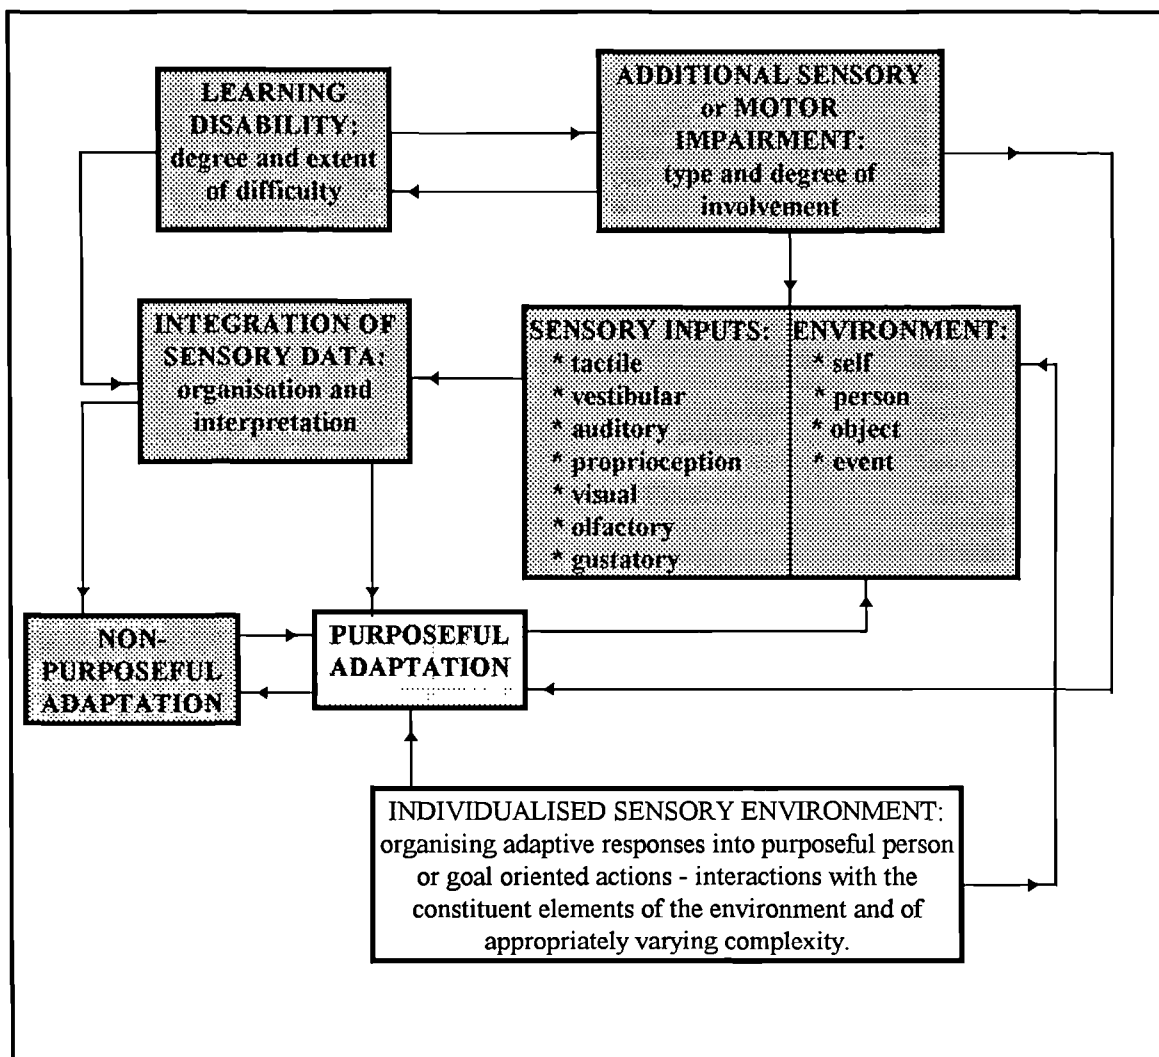 LEARNING
DISABILITY:
degree and extent
of difficulty
ADDITIONAL SENSORY
or MOTOR
IMPAIRMENT:
type and degree of
involvement
INTEGRATION OF
SENSORY DATA:
organisation and
interpretation
SENSORY INPUTS:
* tactile
* vestibular
* auditory
* proprioception
* visual
* olfactory
* gustatory
ENVIRONMENT:
* self
* person
* object
* event
NON-
PURPOSEFUL
ADAPTATION
PURPOSEFUL
ADAPTATION
INDIVIDUALISED SENSORY ENVIRONMENT:
organising adaptive responses into purposeful person
or goal oriented actions - interactions with the
constituent elements of the environment and of
appropriately varying complexity.